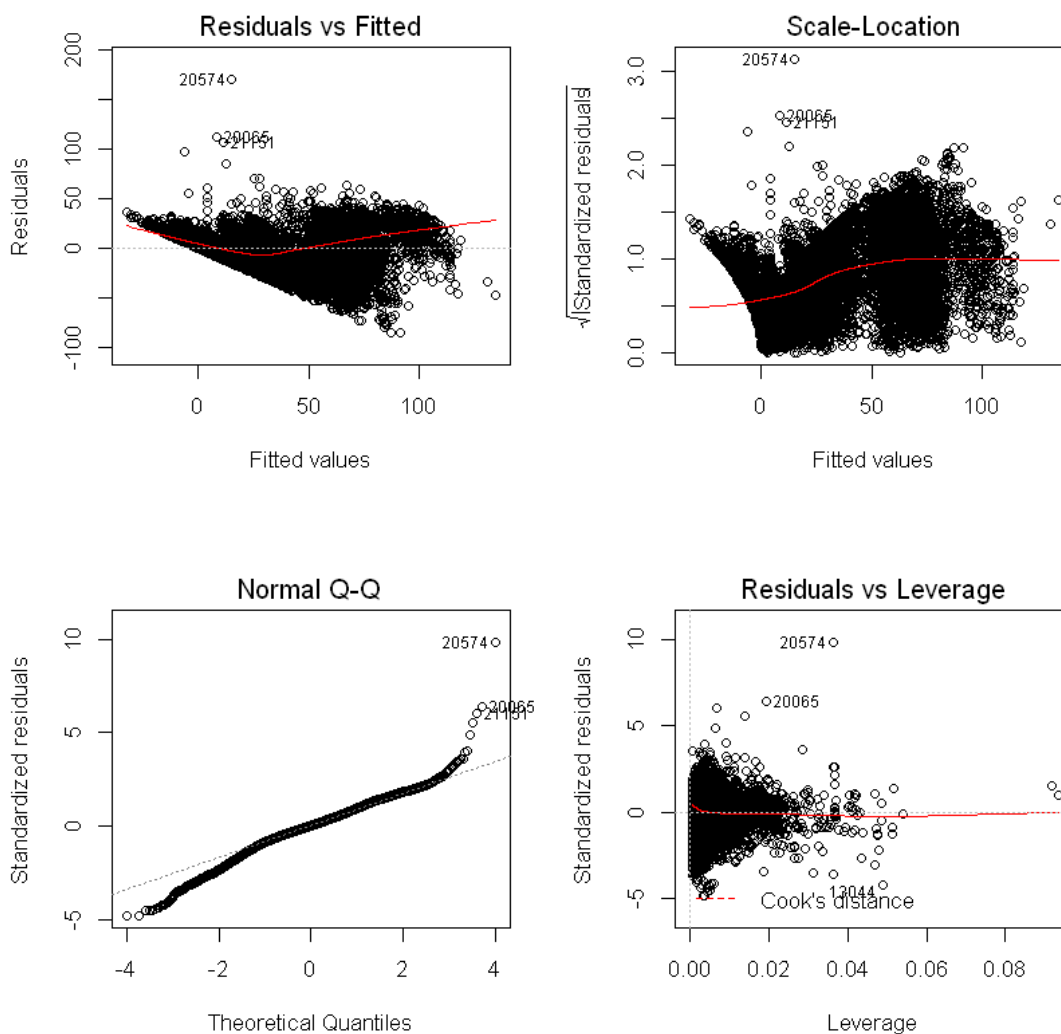 Residuals vs Fitted
Residuals
200
100
50
0
-100
20574
20065
21151
0 50 100
Fitted values
Scale-Location
√|Standardized residuals|
3.0
2.0
1.0
0.0
20574
20065
21151
0 50 100
Fitted values
Normal Q-Q
Standardized residuals
10
5
0
-5
20574
20065
21151
-4 -2 0 2 4
Theoretical Quantiles
Residuals vs Leverage
Standardized residuals
10
5
0
-5
20574
20065
13044
Cook's distance
0.00 0.02 0.04 0.06 0.08
Leverage